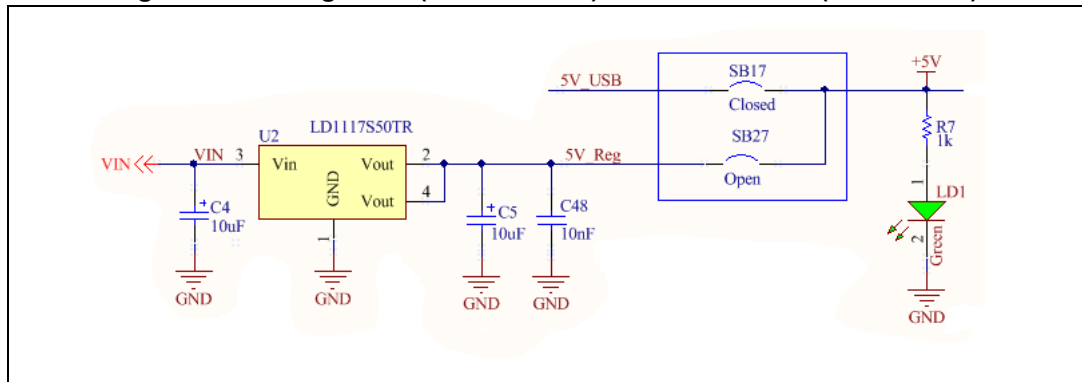 5V_USB
SB17
Closed
+5V
SB27
Open
5V_Reg
R7
1k
1
LD1
2
Green
GND
U2
LD1117S50TR
VIN
VIN
3
Vin
Vout
2
Vout
4
GND
1
C4
+
10uF
C5
+
10uF
C48
10nF
GND
GND
GND
GND